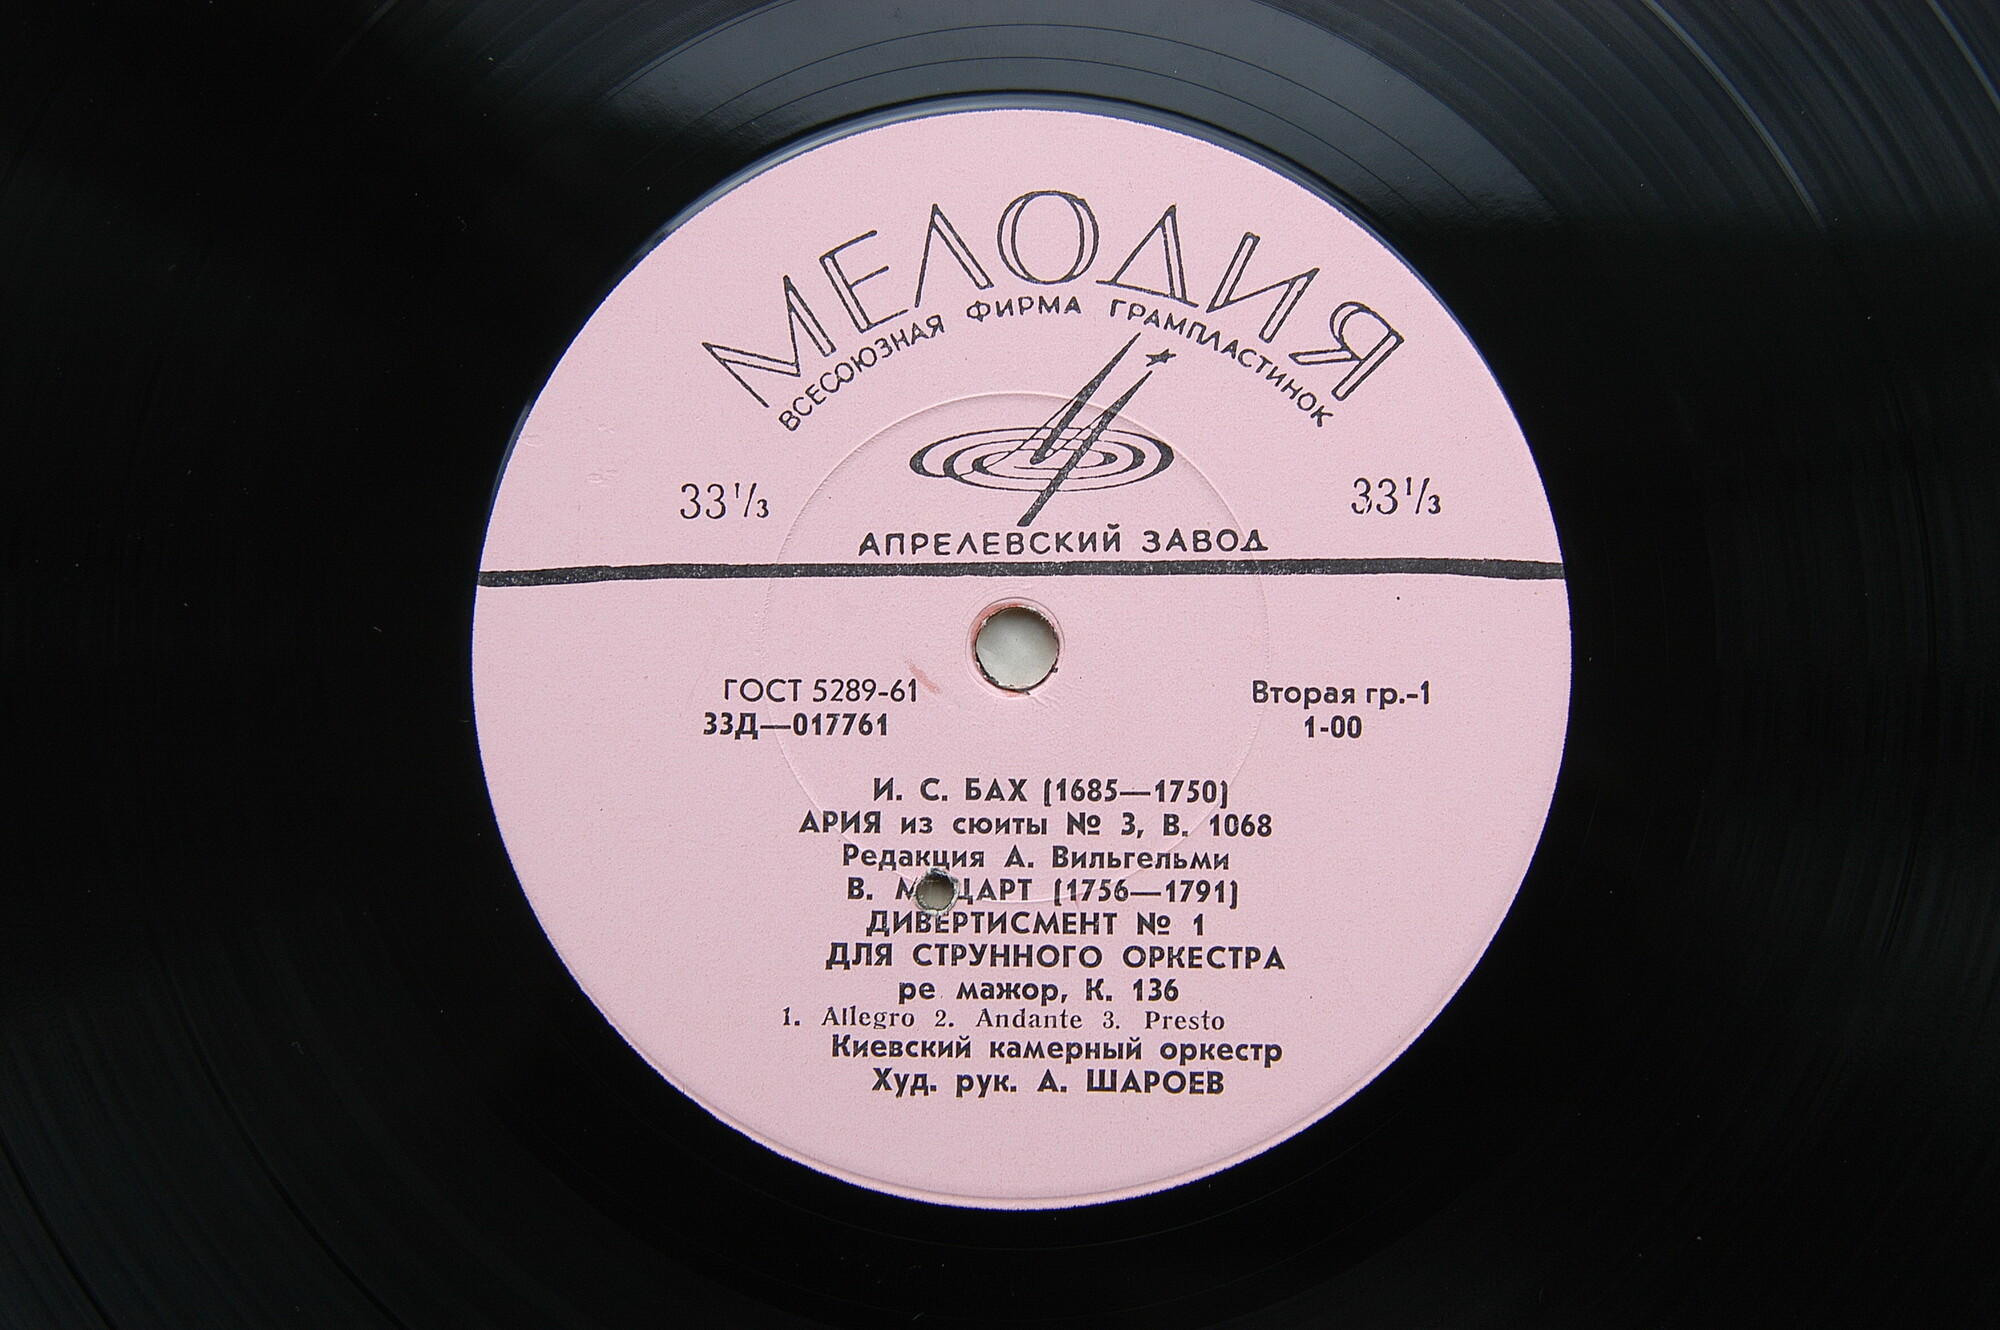 МЕЛОДИЯ
ВСЕСОЮЗНАЯ ФИРМА ГРАМПЛАСТИНОК
33⅓ 33⅓
АПРЕЛЕВСКИЙ ЗАВОД
ГОСТ 5289-61 Вторая гр.-1
33Д—017761 1-00
И. С. БАХ (1685—1750)
АРИЯ из сюиты № 3, В. 1068
Редакция А. Вильгельми
В. (1756—1791)
ДИВЕРТИСМЕНТ № 1
ДЛЯ СТРУННОГО ОРКЕСТРА
ре мажор, К. 136
1. Allegro 2. Andante 3. Presto
Киевский камерный оркестр
Худ. рук. А. ШАРОЕВ